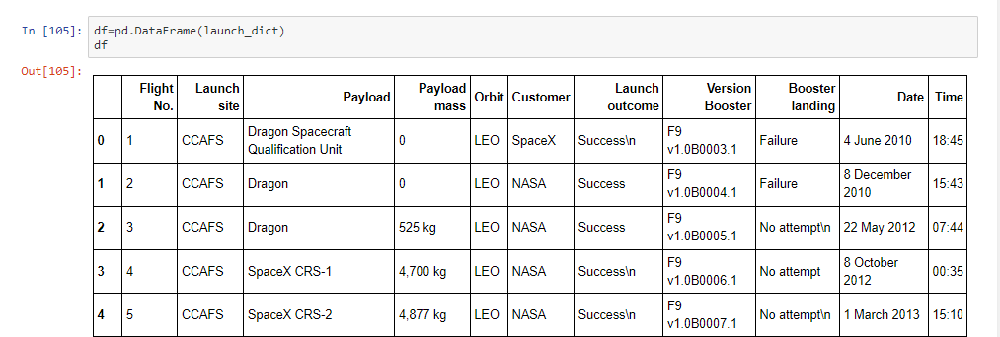 In [105]: df=pd.DataFrame(launch_dict)
df
Out[105]:
Flight No. Launch site Payload Payload mass Orbit Customer Launch outcome Version Booster Booster landing Date Time
0 1 CCAFS Dragon Spacecraft Qualification Unit 0 LEO SpaceX Success\n F9 v1.0B0003.1 Failure 4 June 2010 18:45
1 2 CCAFS Dragon 0 LEO NASA Success F9 v1.0B0004.1 Failure 8 December 2010 15:43
2 3 CCAFS Dragon 525 kg LEO NASA Success F9 v1.0B0005.1 No attempt\n 22 May 2012 07:44
3 4 CCAFS SpaceX CRS-1 4,700 kg LEO NASA Success\n F9 v1.0B0006.1 No attempt 8 October 2012 00:35
4 5 CCAFS SpaceX CRS-2 4,877 kg LEO NASA Success\n F9 v1.0B0007.1 No attempt\n 1 March 2013 15:10